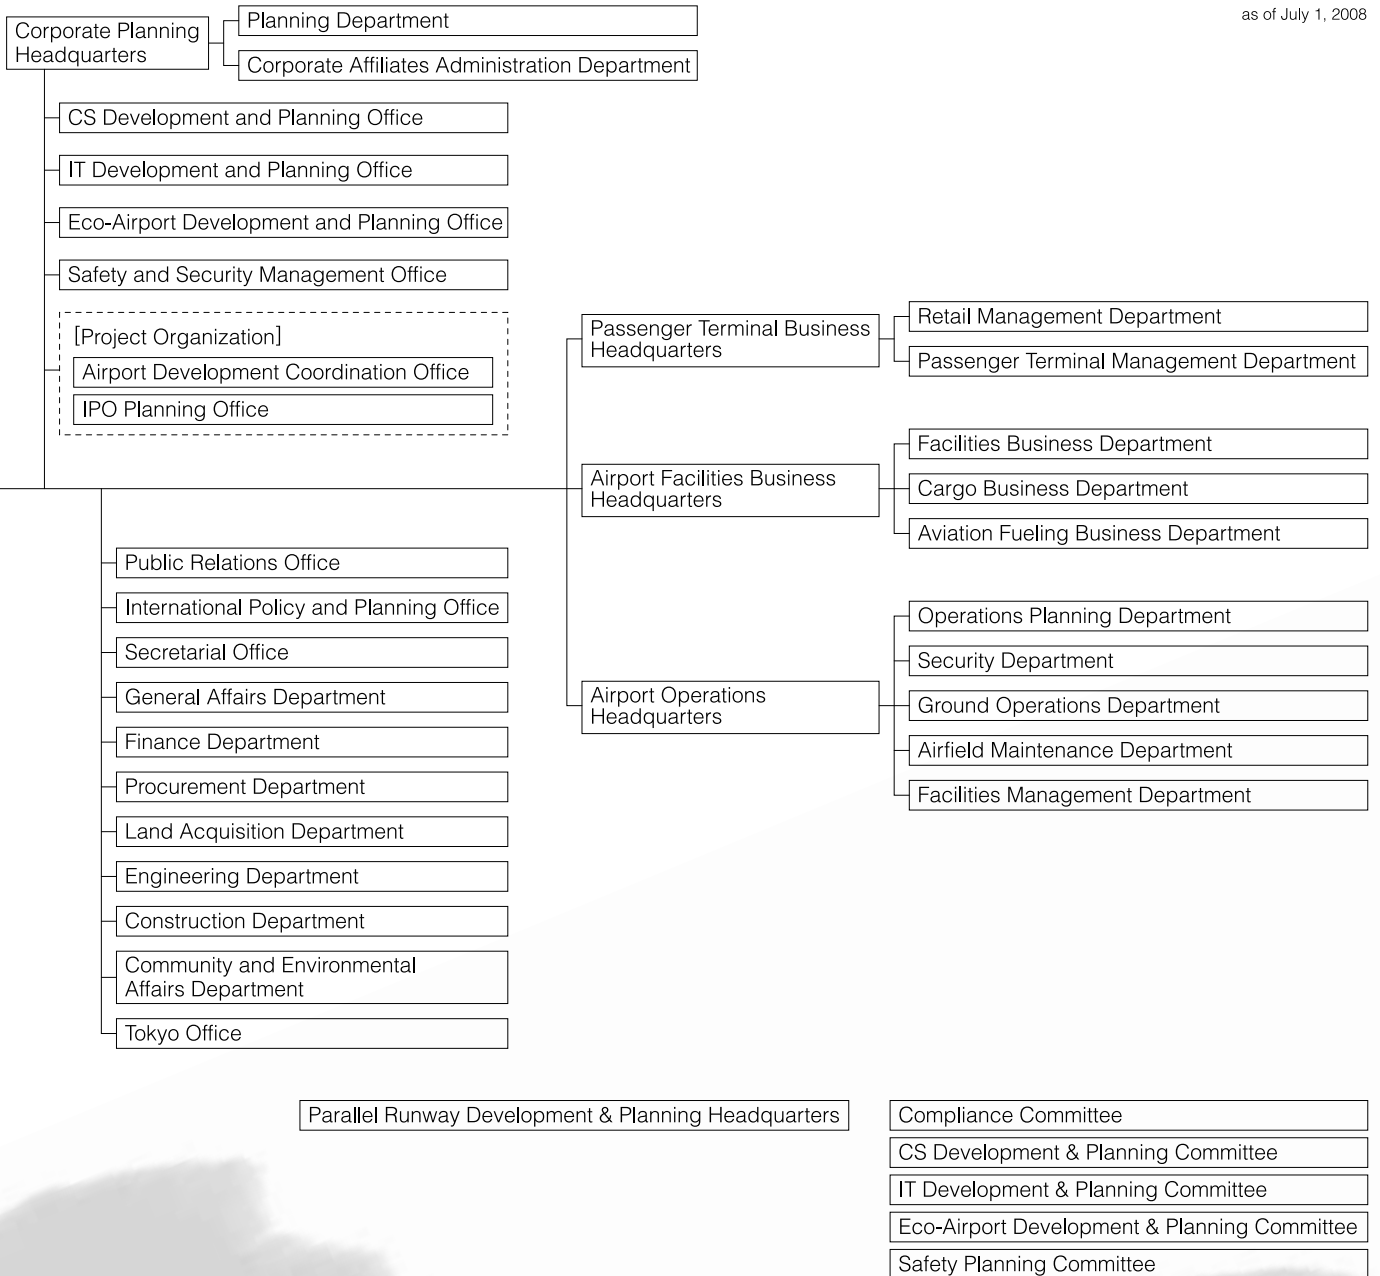 as of July 1, 2008
Corporate Planning
Headquarters
Planning Department
Corporate Affiliates Administration Department
CS Development and Planning Office
IT Development and Planning Office
Eco-Airport Development and Planning Office
Safety and Security Management Office
[Project Organization]
Airport Development Coordination Office
IPO Planning Office
Passenger Terminal Business
Headquarters
Retail Management Department
Passenger Terminal Management Department
Airport Facilities Business
Headquarters
Facilities Business Department
Cargo Business Department
Aviation Fueling Business Department
Airport Operations
Headquarters
Operations Planning Department
Security Department
Ground Operations Department
Airfield Maintenance Department
Facilities Management Department
Public Relations Office
International Policy and Planning Office
Secretarial Office
General Affairs Department
Finance Department
Procurement Department
Land Acquisition Department
Engineering Department
Construction Department
Community and Environmental
Affairs Department
Tokyo Office
Parallel Runway Development & Planning Headquarters
Compliance Committee
CS Development & Planning Committee
IT Development & Planning Committee
Eco-Airport Development & Planning Committee
Safety Planning Committee